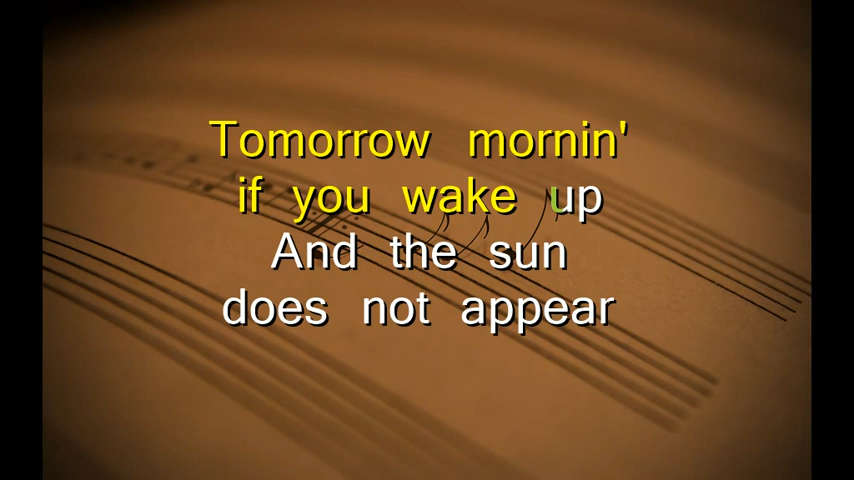 Tomorrow mornin'
if you wake up
And the sun
does not appear